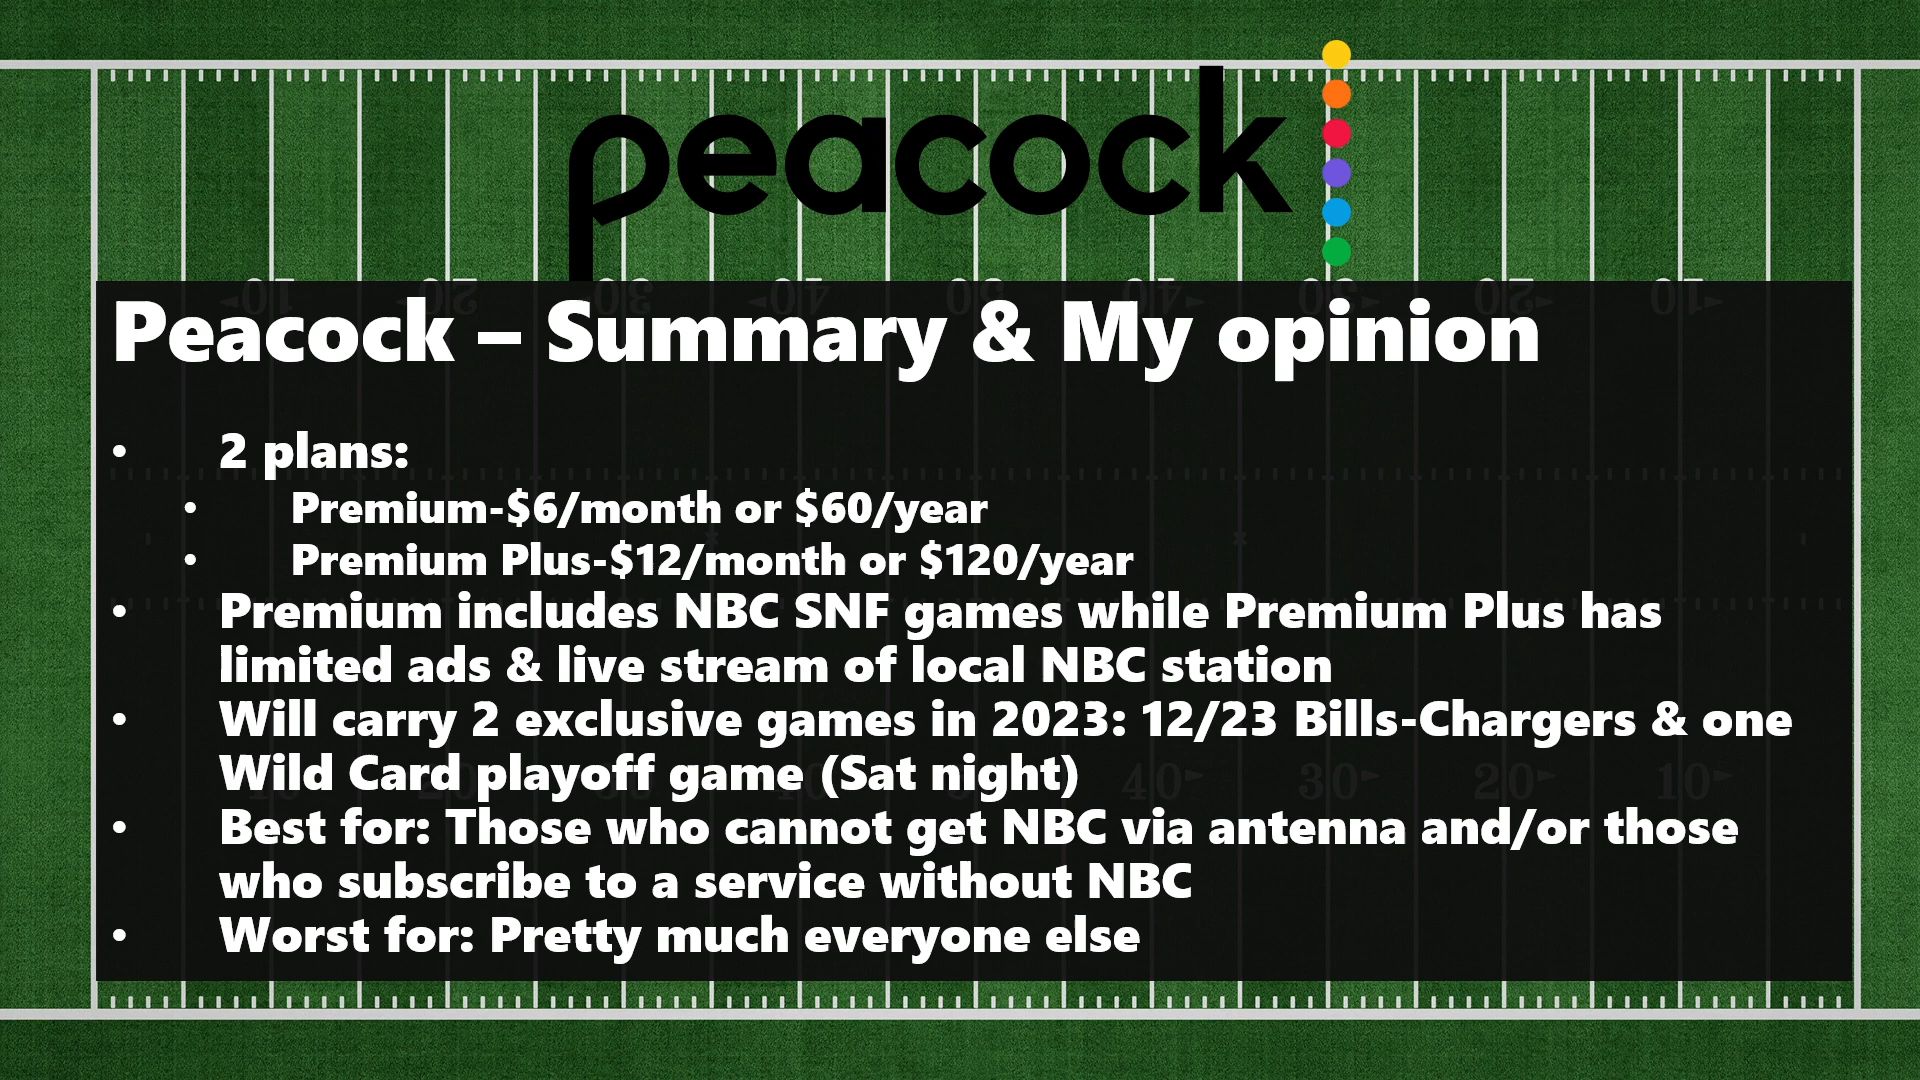 peacock
Peacock – Summary & My opinion
• 2 plans:
• Premium-$6/month or $60/year
• Premium Plus-$12/month or $120/year
• Premium includes NBC SNF games while Premium Plus has
limited ads & live stream of local NBC station
• Will carry 2 exclusive games in 2023: 12/23 Bills-Chargers & one
Wild Card playoff game (Sat night)
• Best for: Those who cannot get NBC via antenna and/or those
who subscribe to a service without NBC
• Worst for: Pretty much everyone else